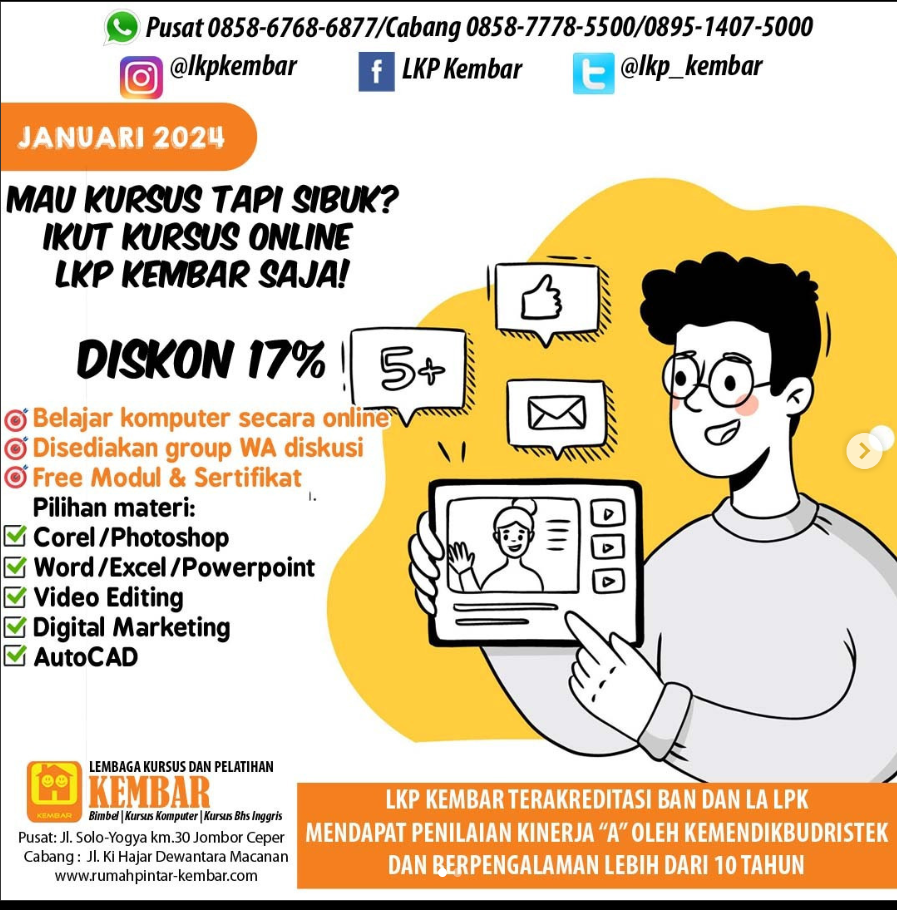 Pusat 0858-6768-6877/Cabang 0858-7778-5500/0895-1407-5000
@lkpkembar LKP Kembar @lkp_kembar
JANUARI 2024
MAU KURSUS TAPI SIBUK?
IKUT KURSUS ONLINE
LKP KEMBAR SAJA!
DISKON 17%
5+
Belajar komputer secara online
Disediakan group WA diskusi
Free Modul & Sertifikat
Pilihan materi:
Corel/Photoshop
Word/Excel/Powerpoint
Video Editing
Digital Marketing
AutoCAD
LEMBAGA KURSUS DAN PELATIHAN
KEMBAR
KEMBAR
Bimbel | Kursus Komputer | Kursus Bhs Inggris
Pusat: Jl. Solo-Yogya km.30 Jombor Ceper
Cabang : Jl. Ki Hajar Dewantara Macanan
www.rumahpintar-kembar.com
LKP KEMBAR TERAKREDITASI BAN DAN LA LPK
MENDAPAT PENILAIAN KINERJA “A” OLEH KEMENDIKBUDRISTEK
DAN BERPENGALAMAN LEBIH DARI 10 TAHUN